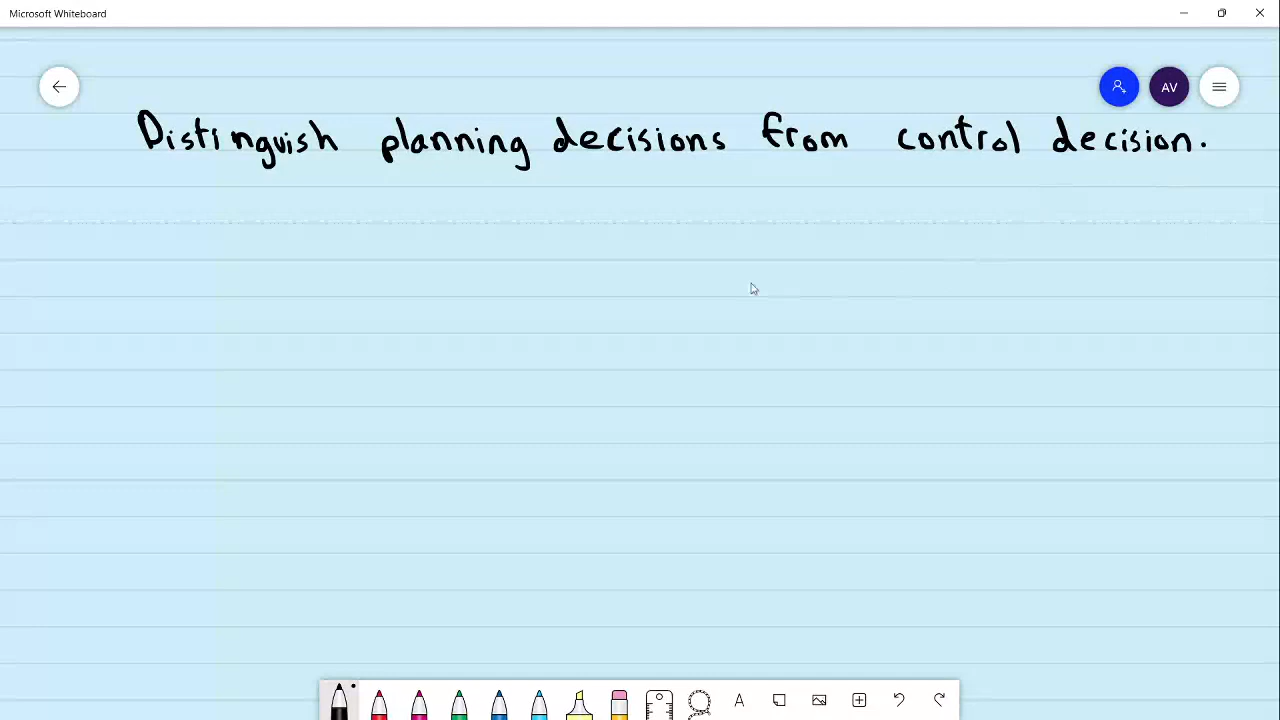 Microsoft Whiteboard
AV
Distinguish planning decisions from control decision.
A